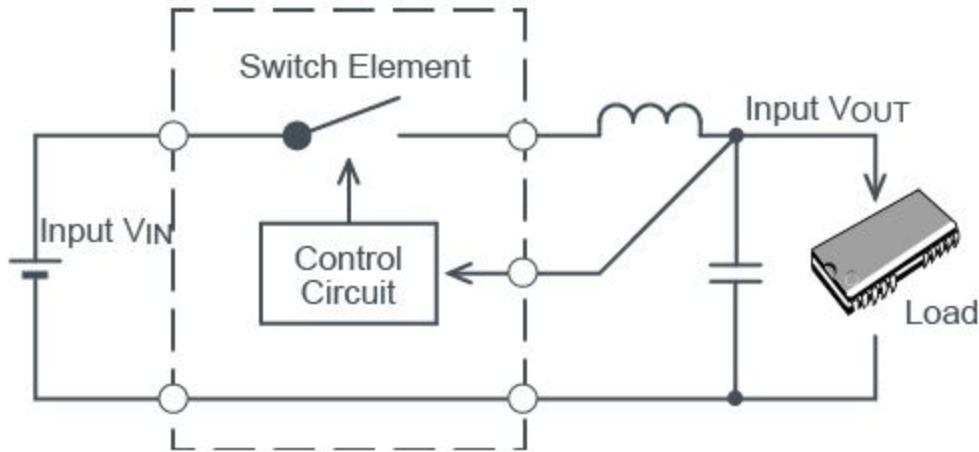 Switch Element
Input VOUT
Input VIN
Control
Circuit
Load